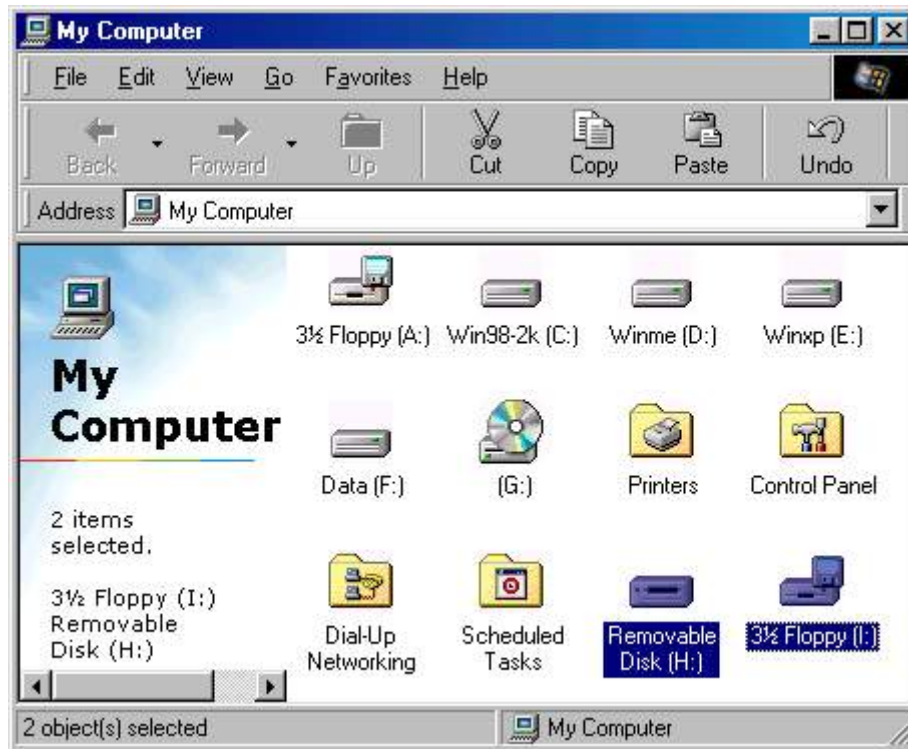 My Computer
File Edit View Go Favorites Help
Back Forward Up Cut Copy Paste Undo
Address My Computer
My
Computer
2 items
selected.
3½ Floppy (I:)
Removable
Disk (H:)
3½ Floppy (A:) Win98-2k (C:) Winme (D:) Winxp (E:)
Data (F:) (G:) Printers Control Panel
Dial-Up Scheduled Removable 3½ Floppy (I:)
Networking Tasks Disk (H:)
2 object(s) selected My Computer